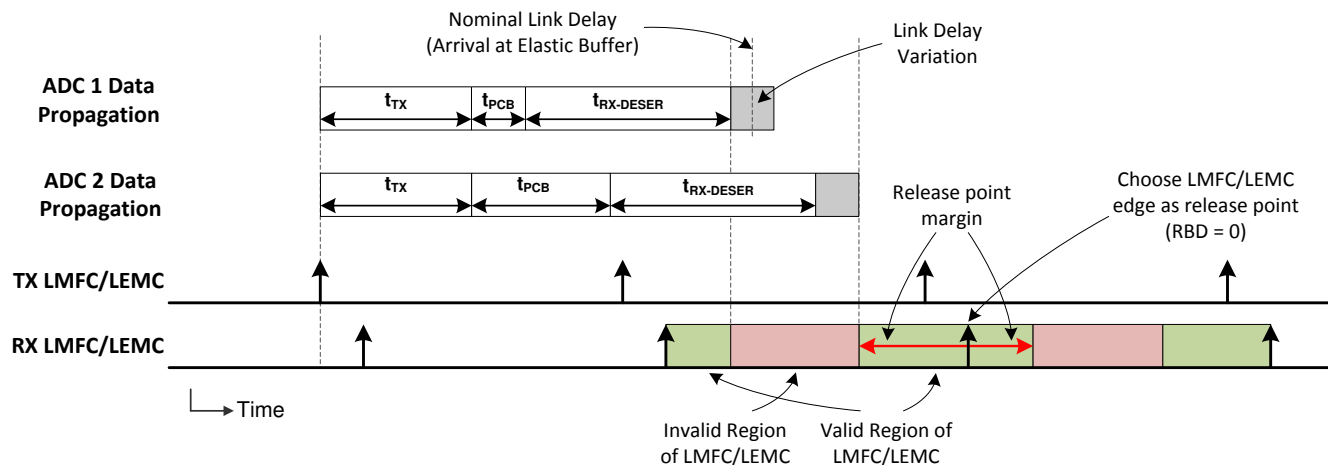 Nominal Link Delay
(Arrival at Elastic Buffer)
Link Delay
Variation
ADC 1 Data
Propagation
tTX
tPCB
tRX-DESER
ADC 2 Data
Propagation
tTX
tPCB
tRX-DESER
Release point
margin
Choose LMFC/LEMC
edge as release point
(RBD = 0)
TX LMFC/LEMC
RX LMFC/LEMC
Time
Invalid Region
of LMFC/LEMC
Valid Region of
LMFC/LEMC